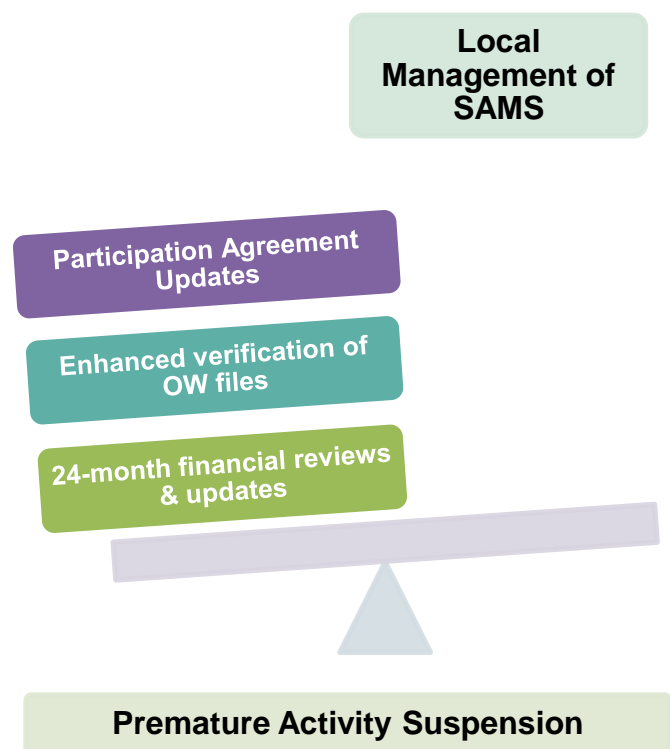 Local
Management of
SAMS
Participation Agreement
Updates
Enhanced verification of
OW files
24-month financial reviews
& updates
Premature Activity Suspension